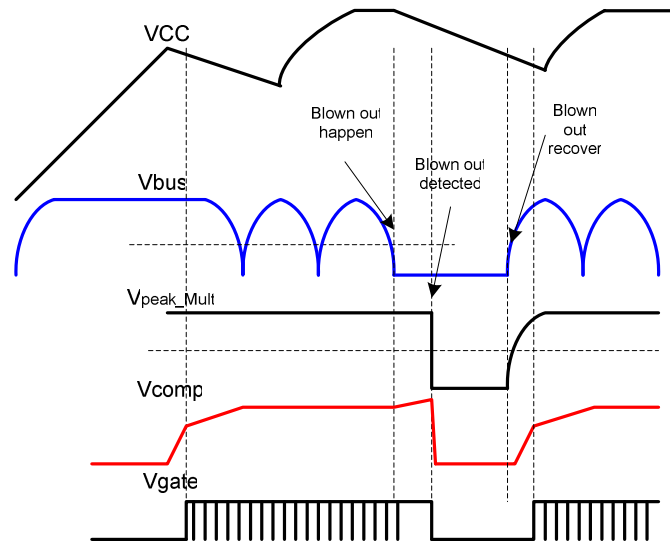 VCC
Blown out
happen
Blown out
detected
Blown
out
recover
Vbus
Vpeak_Mult
Vcomp
Vgate